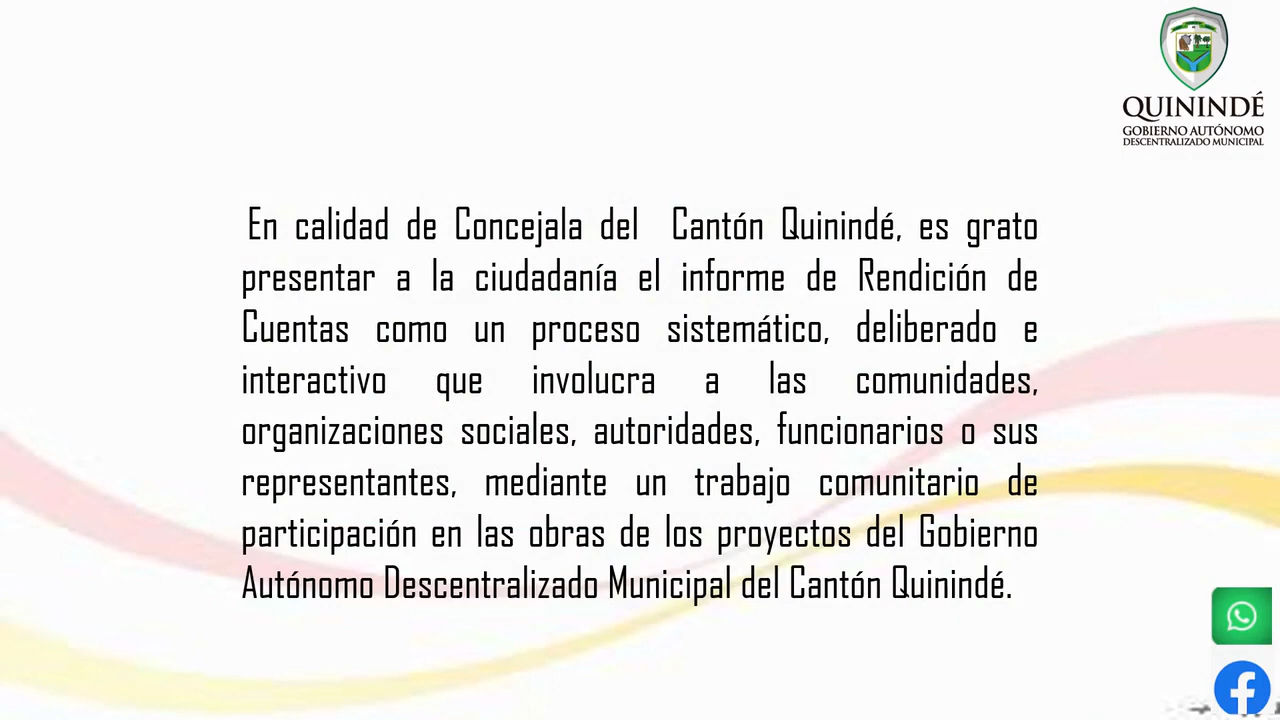 QUININDÉ
GOBIERNO AUTÓNOMO
DESCENTRALIZADO MUNICIPAL
En calidad de Concejala del Cantón Quinindé, es grato
presentar a la ciudadanía el informe de Rendición de
Cuentas como un proceso sistemático, deliberado e
interactivo que involucra a las comunidades,
organizaciones sociales, autoridades, funcionarios o sus
representantes, mediante un trabajo comunitario de
participación en las obras de los proyectos del Gobierno
Autónomo Descentralizado Municipal del Cantón Quinindé.